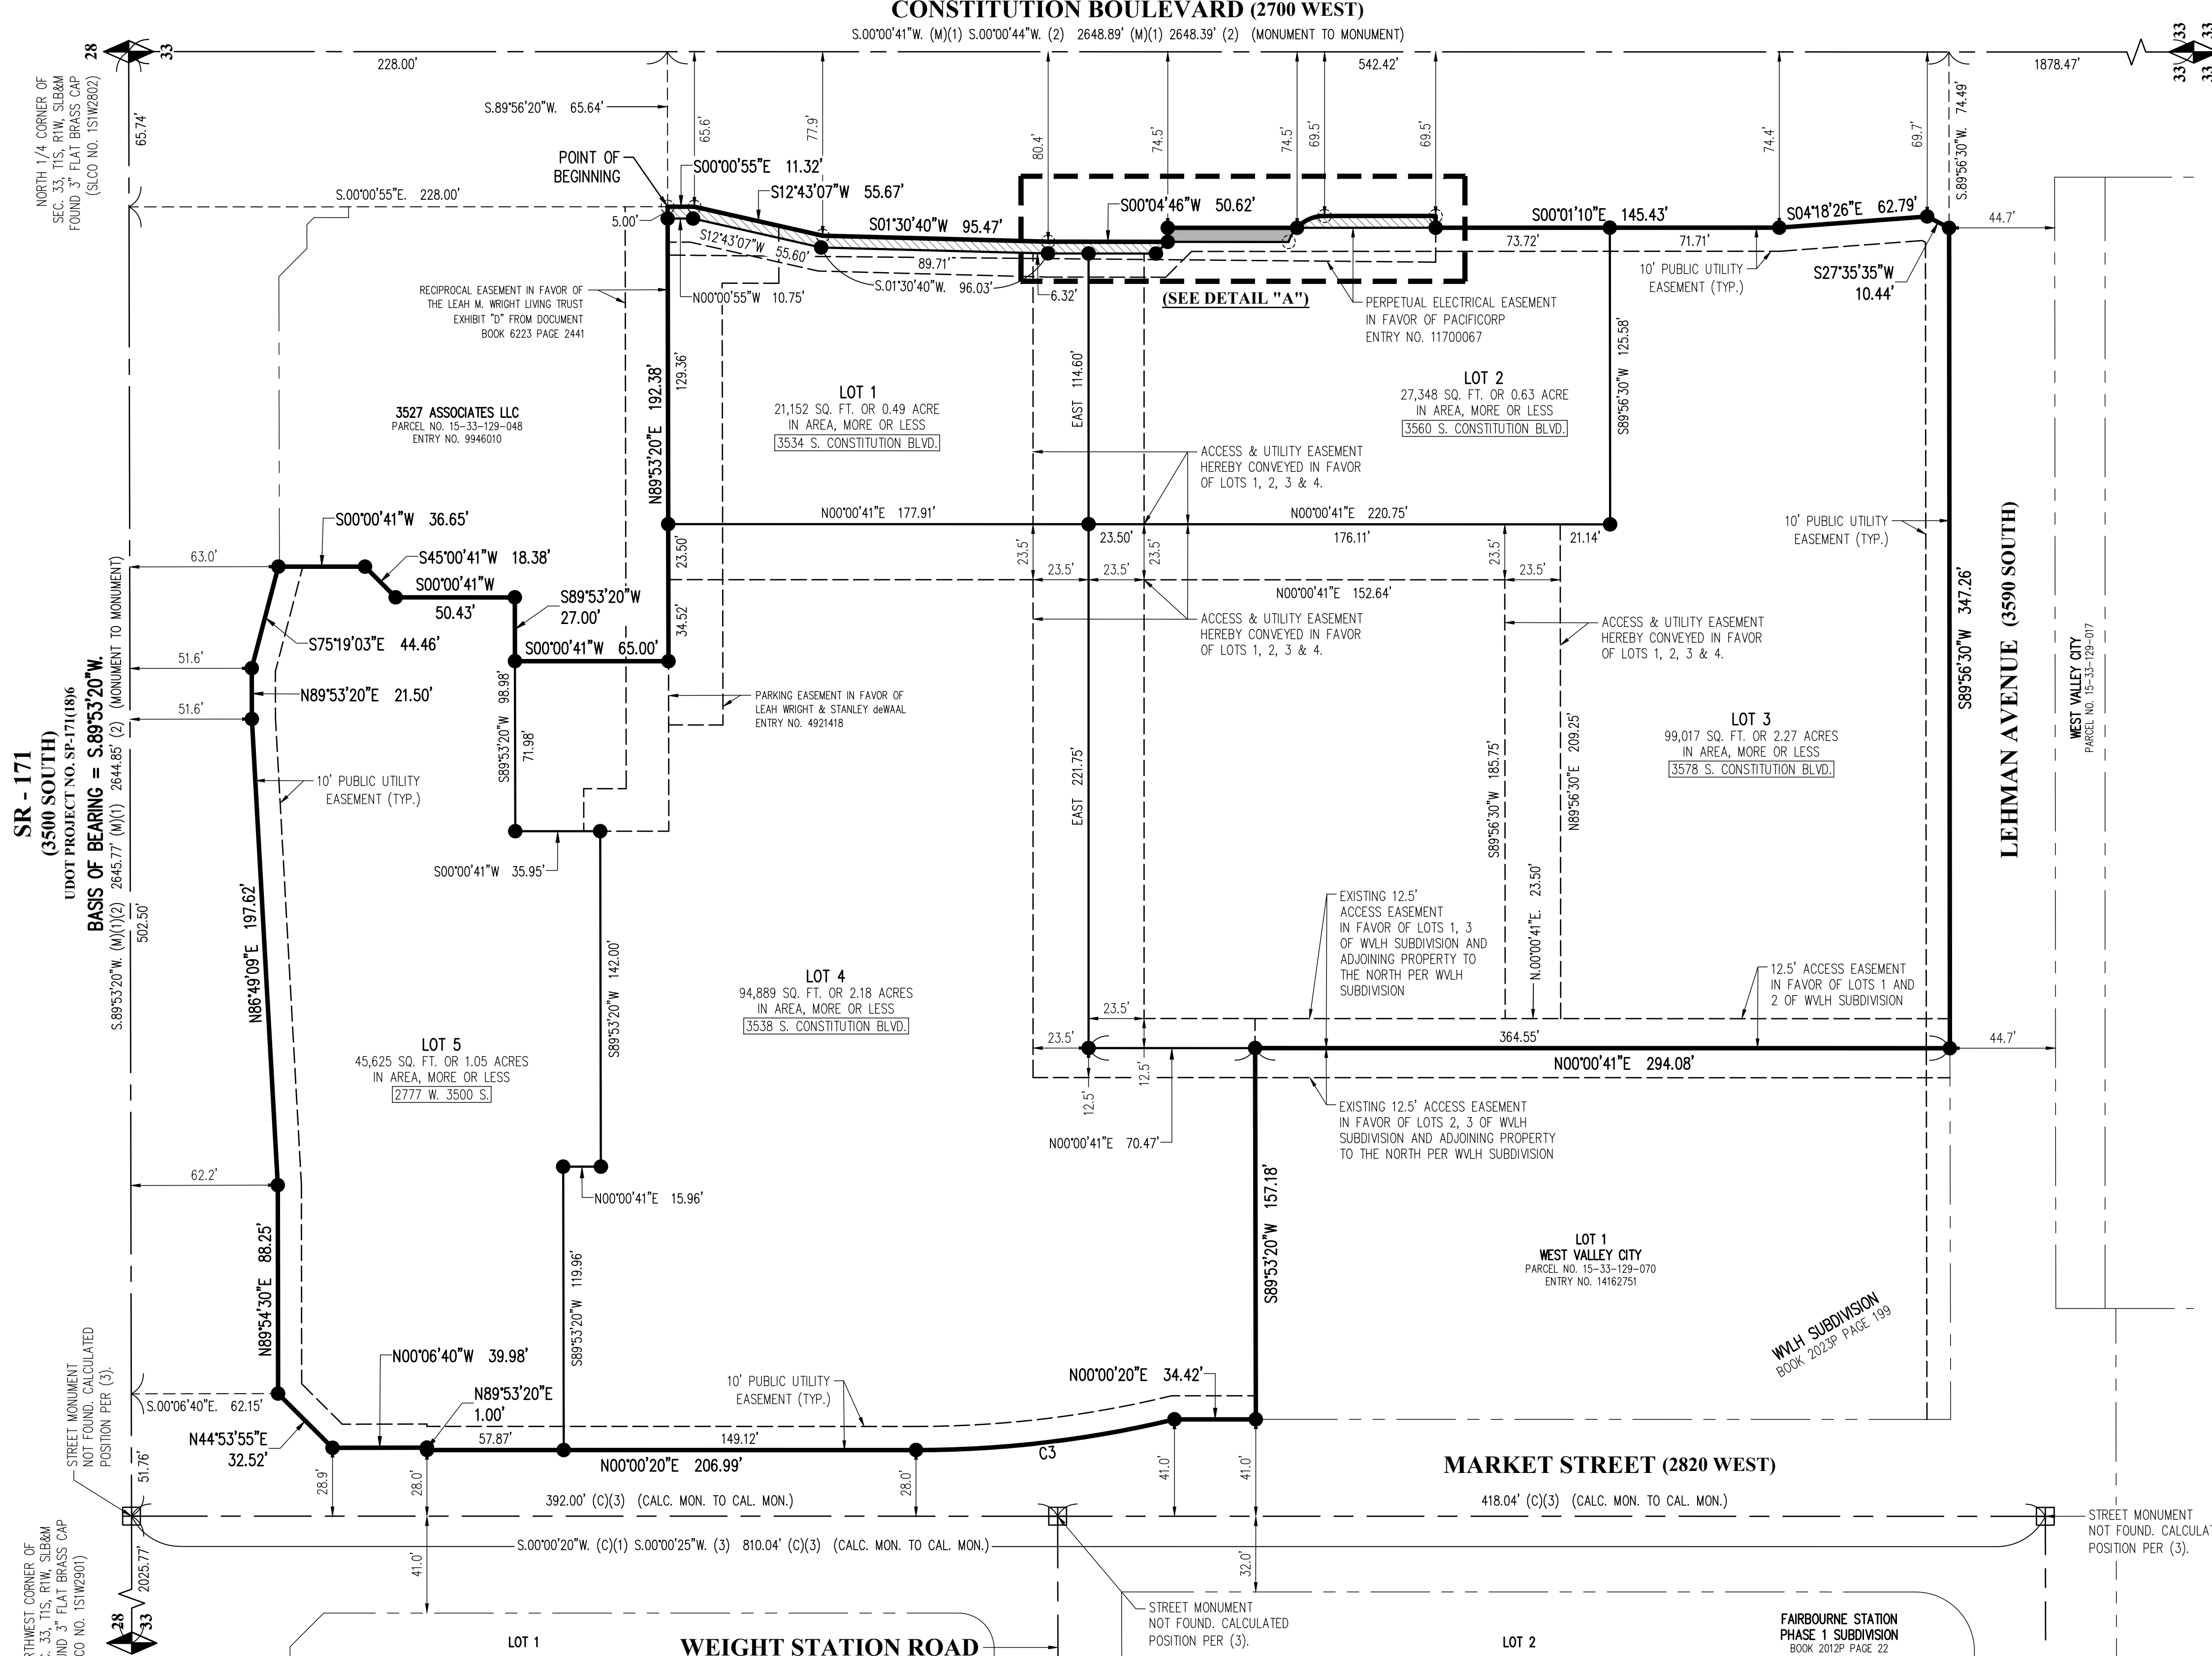 CONSTITUTION BOULEVARD (2700 WEST)
S.00°00'41"W. (M)(1) S.00°00'44"W. (2) 2648.89' (M)(1) 2648.39' (2) (MONUMENT TO MONUMENT)
28
33
33
33
33
33
228.00'
542.42'
1878.47'
NORTH 1/4 CORNER OF
SEC. 33, T1S, R1W, SLB&M
FOUND 3" FLAT BRASS CAP
(SLCO NO. 1S1W2802)
65.74'
S.89°56'20"W. 65.64'
65.6'
77.9'
80.4'
74.5'
74.5'
69.5'
69.5'
74.4'
69.7'
S.89°56'30"W. 74.49'
POINT OF
BEGINNING
S00°00'55"E 11.32'
S12°43'07"W 55.67'
S.00°00'55"E. 228.00'
5.00'
S01°30'40"W 95.47'
S00°04'46"W 50.62'
S00°01'10"E 145.43'
S04°18'26"E 62.79'
44.7'
S12°43'07"W 55.60'
89.71'
73.72'
71.71'
S.01°30'40"W. 96.03'
6.32'
(SEE DETAIL "A")
10' PUBLIC UTILITY
EASEMENT (TYP.)
S27°35'35"W
10.44'
RECIPROCAL EASEMENT IN FAVOR OF
THE LEAH M. WRIGHT LIVING TRUST
EXHIBIT "D" FROM DOCUMENT
BOOK 6223 PAGE 2441
N00°00'55"W 10.75'
PERPETUAL ELECTRICAL EASEMENT
IN FAVOR OF PACIFICORP
ENTRY NO. 11700067
N89°53'20"E 192.38'
129.36'
EAST 114.60'
S89°56'30"W 125.58'
LOT 1
21,152 SQ. FT. OR 0.49 ACRE
IN AREA, MORE OR LESS
3534 S. CONSTITUTION BLVD.
LOT 2
27,348 SQ. FT. OR 0.63 ACRE
IN AREA, MORE OR LESS
3560 S. CONSTITUTION BLVD.
3527 ASSOCIATES LLC
PARCEL NO. 15-33-129-048
ENTRY NO. 9946010
ACCESS & UTILITY EASEMENT
HEREBY CONVEYED IN FAVOR
OF LOTS 1, 2, 3 & 4.
N00°00'41"E 177.91'
N00°00'41"E 220.75'
S00°00'41"W 36.65'
23.50'
23.5'
23.50'
23.5'
176.11'
23.5'
21.14'
10' PUBLIC UTILITY
EASEMENT (TYP.)
63.0'
S45°00'41"W 18.38'
23.5'
23.5'
23.5'
S00°00'41"W
50.43'
S89°53'20"W
27.00'
N00°00'41"E 152.64'
34.52'
ACCESS & UTILITY EASEMENT
HEREBY CONVEYED IN FAVOR
OF LOTS 1, 2, 3 & 4.
ACCESS & UTILITY EASEMENT
HEREBY CONVEYED IN FAVOR
OF LOTS 1, 2, 3 & 4.
S75°19'03"E 44.46'
S00°00'41"W 65.00'
51.6'
N89°53'20"E 21.50'
51.6'
S89°53'20"W 98.98'
71.98'
PARKING EASEMENT IN FAVOR OF
LEAH WRIGHT & STANLEY deWAAL
ENTRY NO. 4921418
S89°56'30"W 347.26'
LEHMAN AVENUE (3590 SOUTH)
WEST VALLEY CITY
PARCEL NO. 15-33-129-017
SR - 171
(3500 SOUTH)
UDOT PROJECT NO. SP-171(18)6
BASIS OF BEARING = S.89°53'20"W.
S.89°53'20"W. (M)(1)(2) 2645.77' (M)(1) 2644.85' (2) (MONUMENT TO MONUMENT)
502.50'
10' PUBLIC UTILITY
EASEMENT (TYP.)
EAST 221.75'
S89°56'30"W 185.75'
N89°56'30"E 209.25'
LOT 3
99,017 SQ. FT. OR 2.27 ACRES
IN AREA, MORE OR LESS
3578 S. CONSTITUTION BLVD.
S00°00'41"W 35.95'
N86°49'09"E 197.62'
S89°53'20"W 142.00'
EXISTING 12.5'
ACCESS EASEMENT
IN FAVOR OF LOTS 1, 3
OF WVLH SUBDIVISION AND
ADJOINING PROPERTY TO
THE NORTH PER WVLH
SUBDIVISION
N.00°00'41"E. 23.50'
12.5' ACCESS EASEMENT
IN FAVOR OF LOTS 1 AND
2 OF WVLH SUBDIVISION
LOT 4
94,889 SQ. FT. OR 2.18 ACRES
IN AREA, MORE OR LESS
3538 S. CONSTITUTION BLVD.
LOT 5
45,625 SQ. FT. OR 1.05 ACRES
IN AREA, MORE OR LESS
2777 W. 3500 S.
23.5'
23.5'
364.55'
44.7'
N00°00'41"E 294.08'
12.5'
12.5'
N00°00'41"E 70.47'
EXISTING 12.5' ACCESS EASEMENT
IN FAVOR OF LOTS 2, 3 OF WVLH
SUBDIVISION AND ADJOINING PROPERTY
TO THE NORTH PER WVLH SUBDIVISION
62.2'
N00°00'41"E 15.96'
N89°54'30"E 88.25'
S89°53'20"W 119.96'
S89°53'20"W 157.18'
LOT 1
WEST VALLEY CITY
PARCEL NO. 15-33-129-070
ENTRY NO. 14162751
WVLH SUBDIVISION
BOOK 2023P PAGE 199
STREET MONUMENT
NOT FOUND. CALCULATED
POSITION PER (3).
S.00°06'40"E. 62.15'
N00°06'40"W 39.98'
N89°53'20"E
1.00'
10' PUBLIC UTILITY
EASEMENT (TYP.)
N00°00'20"E 34.42'
N44°53'55"E
32.52'
57.87'
149.12'
N00°00'20"E 206.99'
C3
51.76'
28.9'
28.0'
28.0'
41.0'
41.0'
MARKET STREET (2820 WEST)
392.00' (C)(3) (CALC. MON. TO CAL. MON.)
418.04' (C)(3) (CALC. MON. TO CAL. MON.)
S.00°00'20"W. (C)(1) S.00°00'25"W. (3) 810.04' (C)(3) (CALC. MON. TO CAL. MON.)
STREET MONUMENT
NOT FOUND. CALCULAT
POSITION PER (3).
RTHWEST CORNER OF
C. 33, T1S, R1W, SLB&M
UND 3" FLAT BRASS CAP
CO NO. 1S1W2901)
2025.77'
28
33
41.0'
32.0'
STREET MONUMENT
NOT FOUND. CALCULATED
POSITION PER (3).
LOT 1
WEIGHT STATION ROAD
LOT 2
FAIRBOURNE STATION
PHASE 1 SUBDIVISION
BOOK 2012P PAGE 22